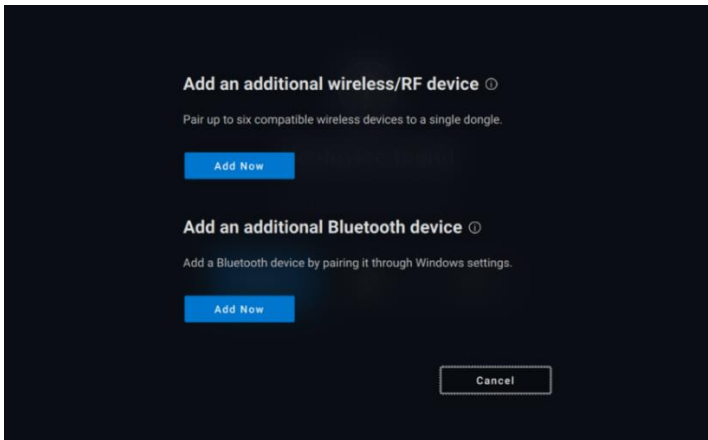 Add an additional wireless/RF device
Pair up to six compatible wireless devices to a single dongle.
Add Now
Add an additional Bluetooth device
Add a Bluetooth device by pairing it through Windows settings.
Add Now
Cancel